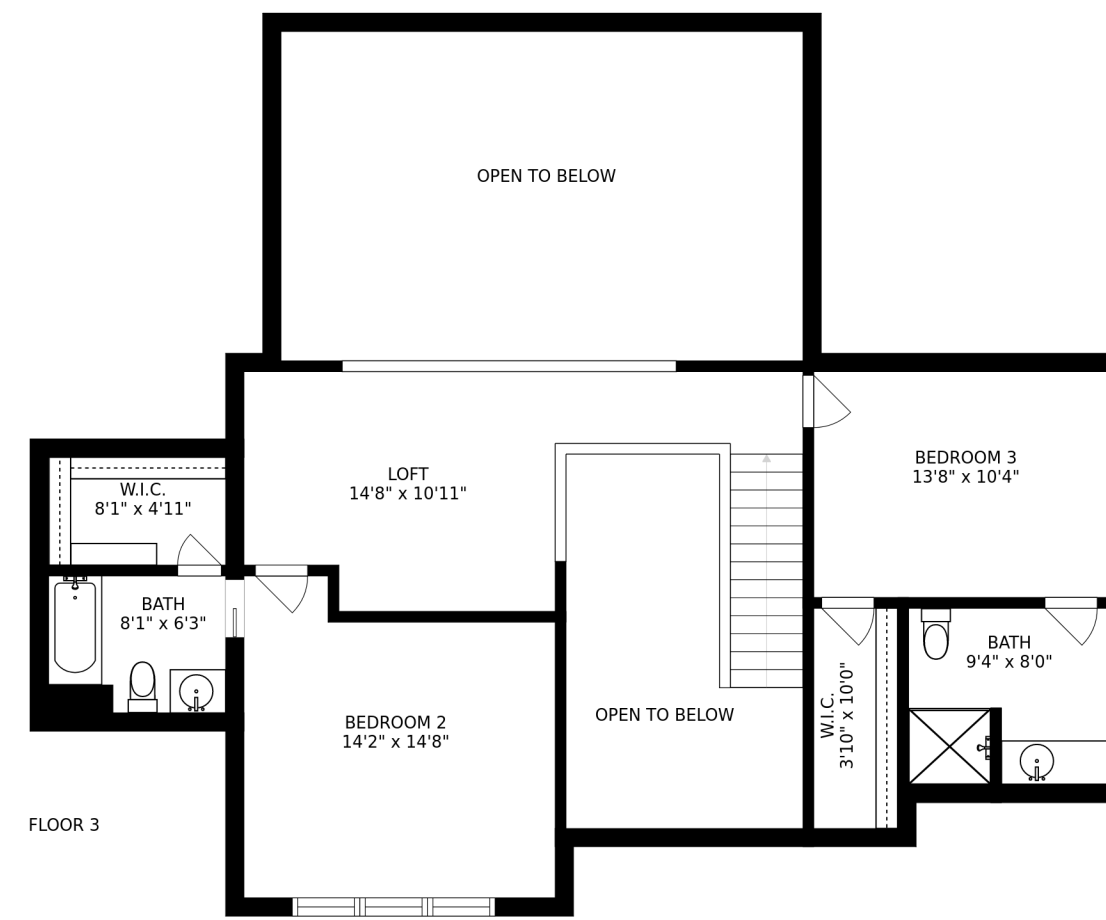 OPEN TO BELOW
LOFT
14'8" x 10'11"
BEDROOM 3
13'8" x 10'4"
W.I.C.
8'1" x 4'11"
BATH
8'1" x 6'3"
BATH
9'4" x 8'0"
W.I.C.
3'10" x 10'0"
OPEN TO BELOW
BEDROOM 2
14'2" x 14'8"
FLOOR 3